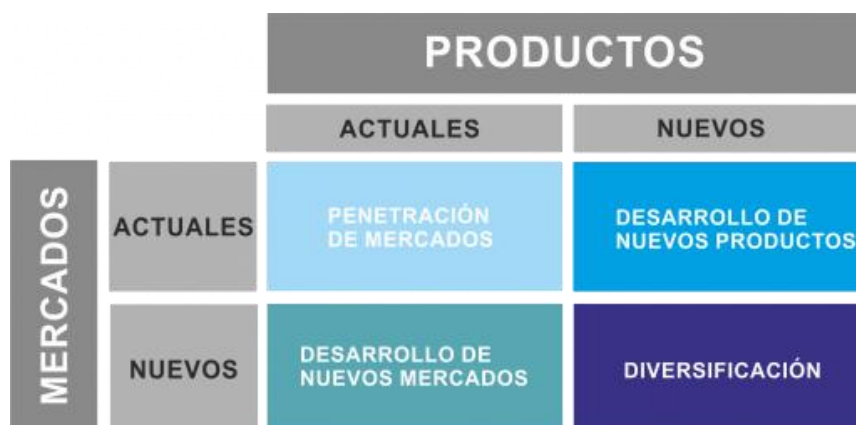 PRODUCTOS
ACTUALES
NUEVOS
MERCADOS
ACTUALES
PENETRACIÓN
DE MERCADOS
DESARROLLO DE
NUEVOS PRODUCTOS
NUEVOS
DESARROLLO DE
NUEVOS MERCADOS
DIVERSIFICACIÓN